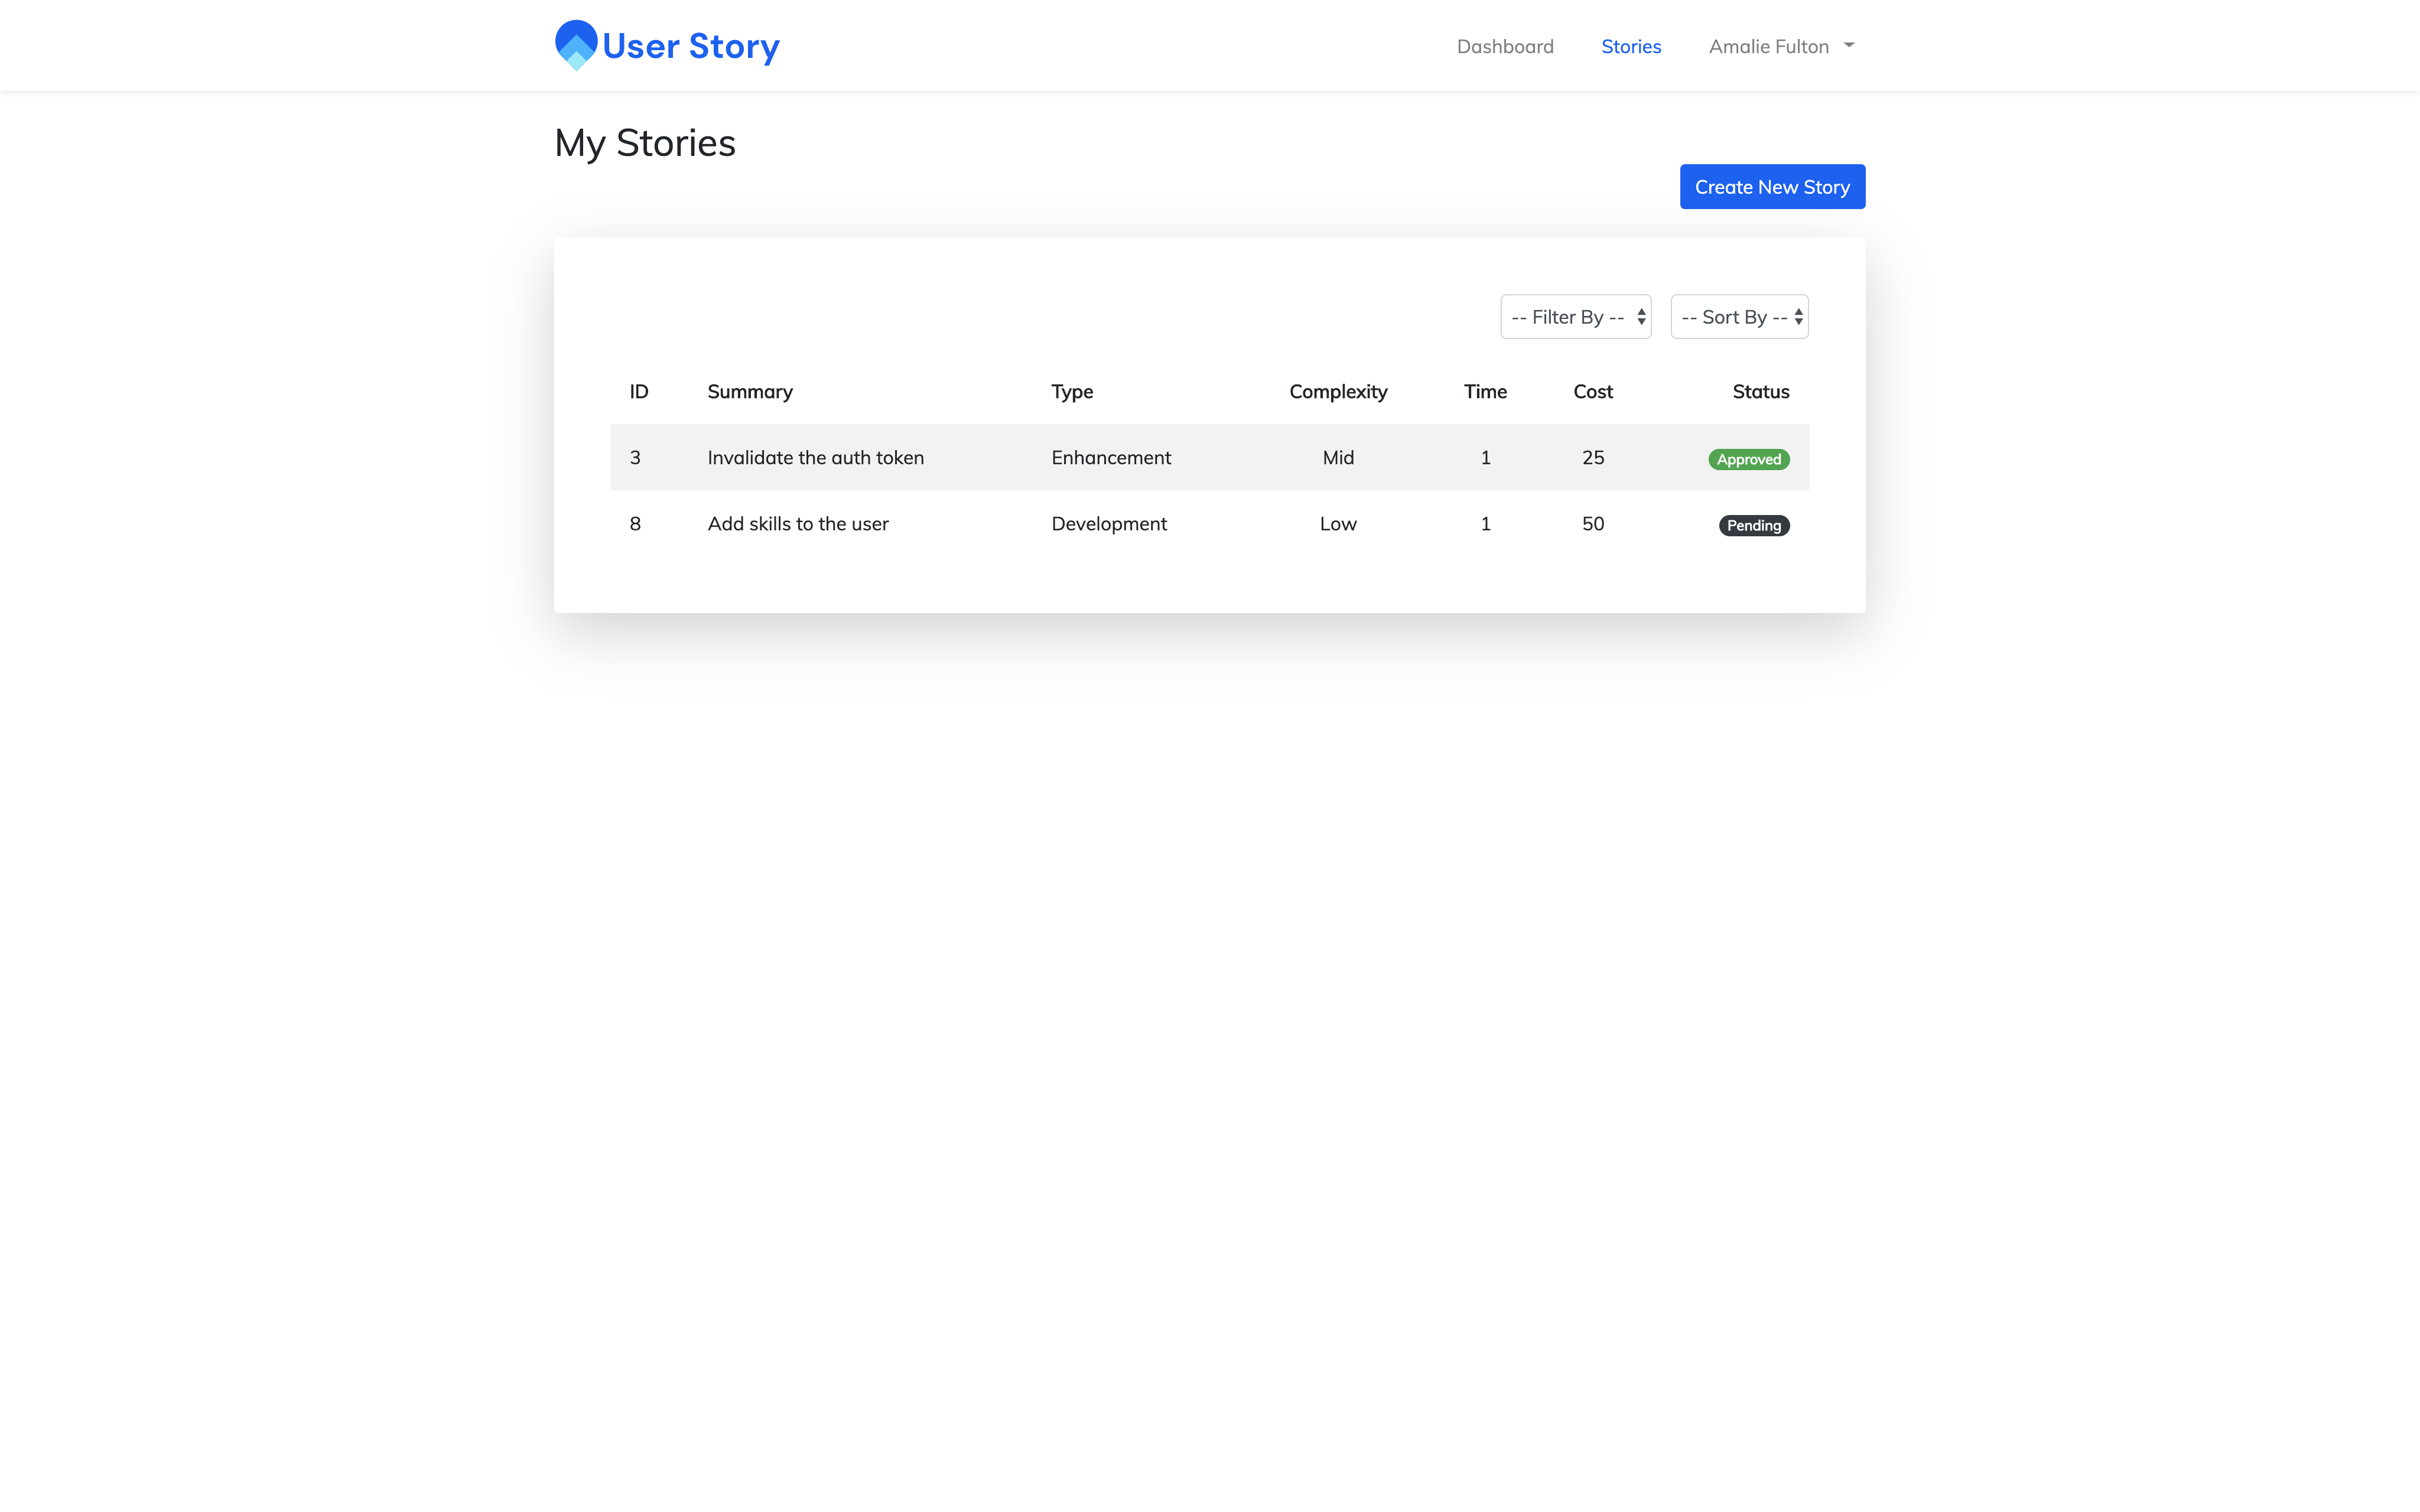 User Story
Dashboard Stories Amalie Fulton
My Stories
Create New Story
-- Filter By -- -- Sort By --
ID Summary Type Complexity Time Cost Status
3 Invalidate the auth token Enhancement Mid 1 25 Approved
8 Add skills to the user Development Low 1 50 Pending